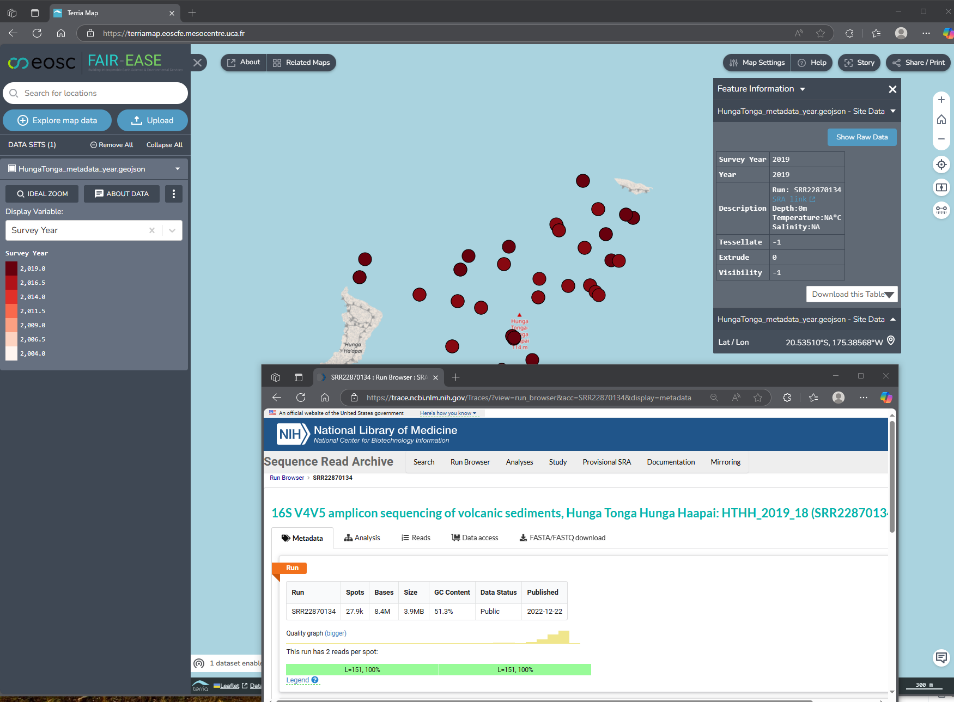 Terria Map
https://terriamap.eoscfe.mesocentre.uca.fr
eosc FAIR-EASE
About
Related Maps
Map Settings
Help
Story
Share / Print
Search for locations
Explore map data
Upload
DATA SETS (1)
Remove All
Collapse All
HungaTonga_metadata_year.geojson
IDEAL ZOOM
ABOUT DATA
Display Variable:
Survey Year
Survey Year
2,019.0
2,016.5
2,014.0
2,011.5
2,009.0
2,006.5
2,004.0
Hunga
Ha'apai
Hunga
Tonga
Feature Information
HungaTonga_metadata_year.geojson - Site Data
Show Raw Data
Survey Year 2019
Year 2019
Description Run: SRR22870134
SRA link
Depth:0m
Temperature:NA°C
Salinity:NA
Tessellate -1
Extrude 0
Visibility -1
Download this Table
HungaTonga_metadata_year.geojson - Site Data
Lat / Lon 20.53510°S, 175.38568°W
SRR22870134 : Run Browser : SRA
https://trace.ncbi.nlm.nih.gov/Traces/?view=run_browser&acc=SRR22870134&display=metadata
An official website of the United States government Here's how you know
NIH National Library of Medicine
National Center for Biotechnology Information
Sequence Read Archive
Search
Run Browser
Analyses
Study
Provisional SRA
Documentation
Mirroring
Run Browser › SRR22870134
16S V4V5 amplicon sequencing of volcanic sediments, Hunga Tonga Hunga Haapai: HTHH_2019_18 (SRR2287013
Metadata
Analysis
Reads
Data access
FASTA/FASTQ download
Run
Run Spots Bases Size GC Content Data Status Published
SRR22870134 27.9k 8.4M 3.9MB 51.3% Public 2022-12-22
Quality graph (bigger)
This run has 2 reads per spot:
L=151, 100% L=151, 100%
Legend
1 dataset enable
terria
Leaflet
Data
300 m